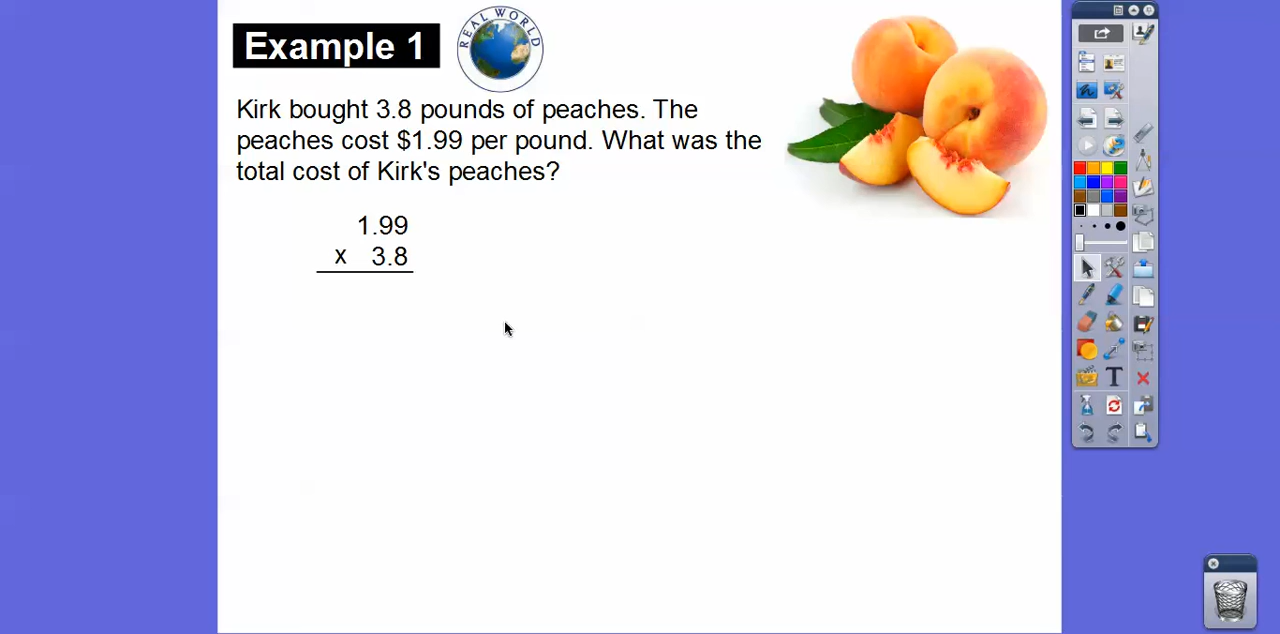 Example 1
REAL WORLD
Kirk bought 3.8 pounds of peaches. The
peaches cost $1.99 per pound. What was the
total cost of Kirk's peaches?
1.99
x 3.8
T